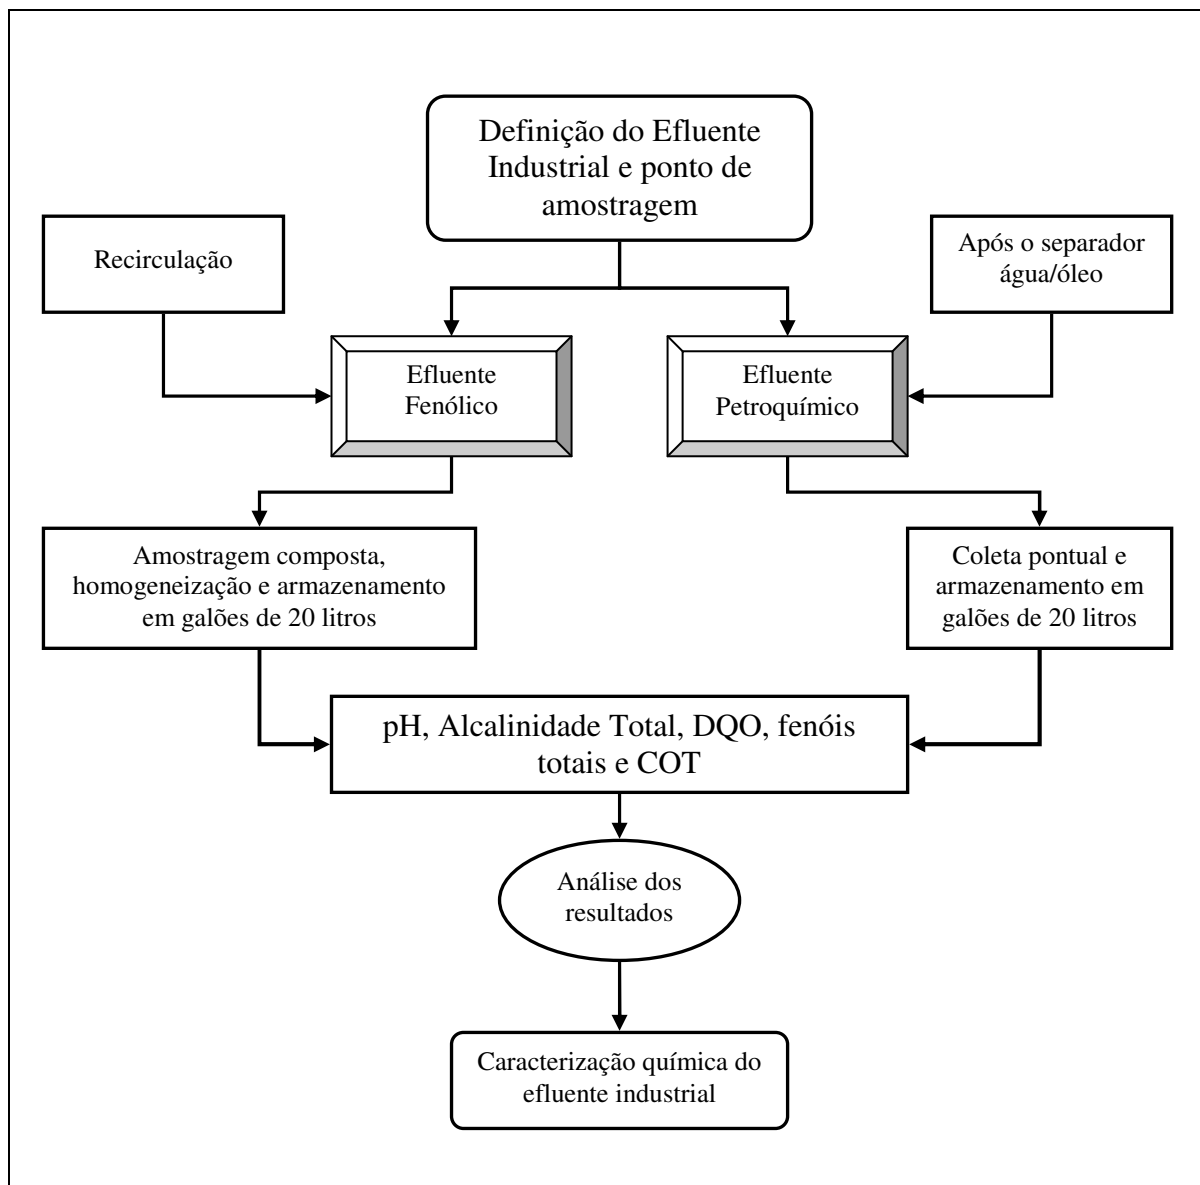 Definição do Efluente
Industrial e ponto de
amostragem
Recirculação
Após o separador
água/óleo
Efluente
Fenólico
Efluente
Petroquímico
Amostragem composta,
homogeneização e armazenamento
em galões de 20 litros
Coleta pontual e
armazenamento em
galões de 20 litros
pH, Alcalinidade Total, DQO, fenóis
totais e COT
Análise dos
resultados
Caracterização química do
efluente industrial